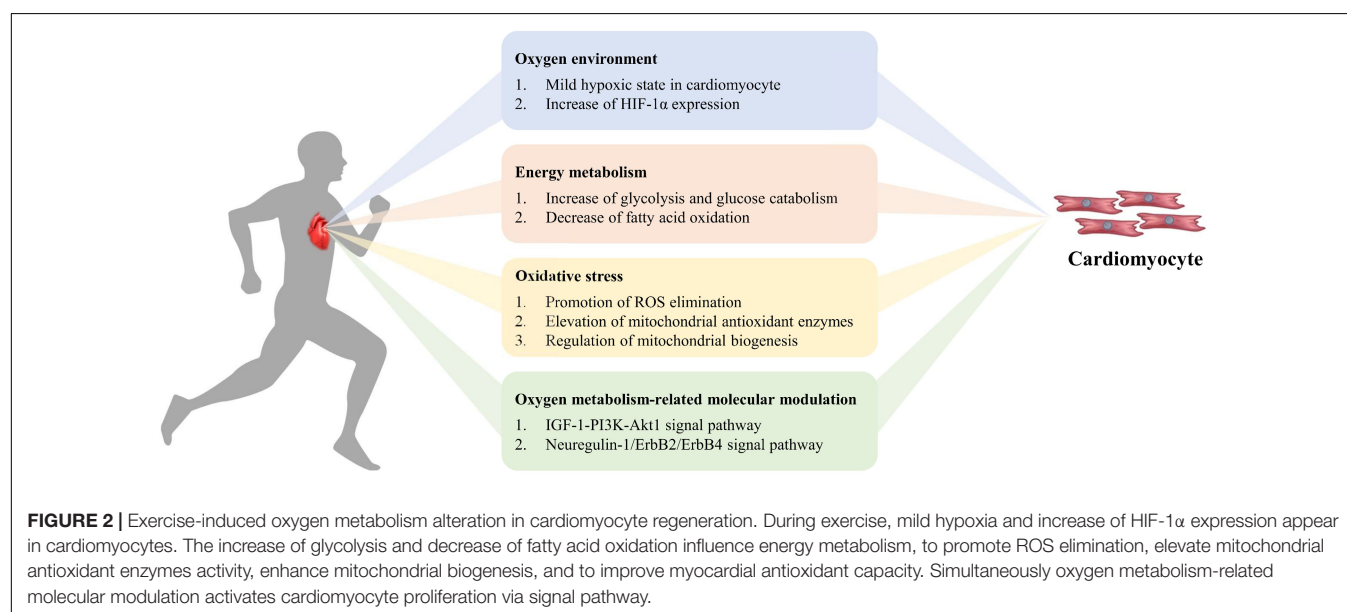 Oxygen environment
1. Mild hypoxic state in cardiomyocyte
2. Increase of HIF-1α expression
Energy metabolism
1. Increase of glycolysis and glucose catabolism
2. Decrease of fatty acid oxidation
Oxidative stress
1. Promotion of ROS elimination
2. Elevation of mitochondrial antioxidant enzymes
3. Regulation of mitochondrial biogenesis
Oxygen metabolism-related molecular modulation
1. IGF-1-PI3K-Akt1 signal pathway
2. Neuregulin-1/ErbB2/ErbB4 signal pathway
Cardiomyocyte
FIGURE 2 | Exercise-induced oxygen metabolism alteration in cardiomyocyte regeneration. During exercise, mild hypoxia and increase of HIF-1α expression appear
in cardiomyocytes. The increase of glycolysis and decrease of fatty acid oxidation influence energy metabolism, to promote ROS elimination, elevate mitochondrial
antioxidant enzymes activity, enhance mitochondrial biogenesis, and to improve myocardial antioxidant capacity. Simultaneously oxygen metabolism-related
molecular modulation activates cardiomyocyte proliferation via signal pathway.